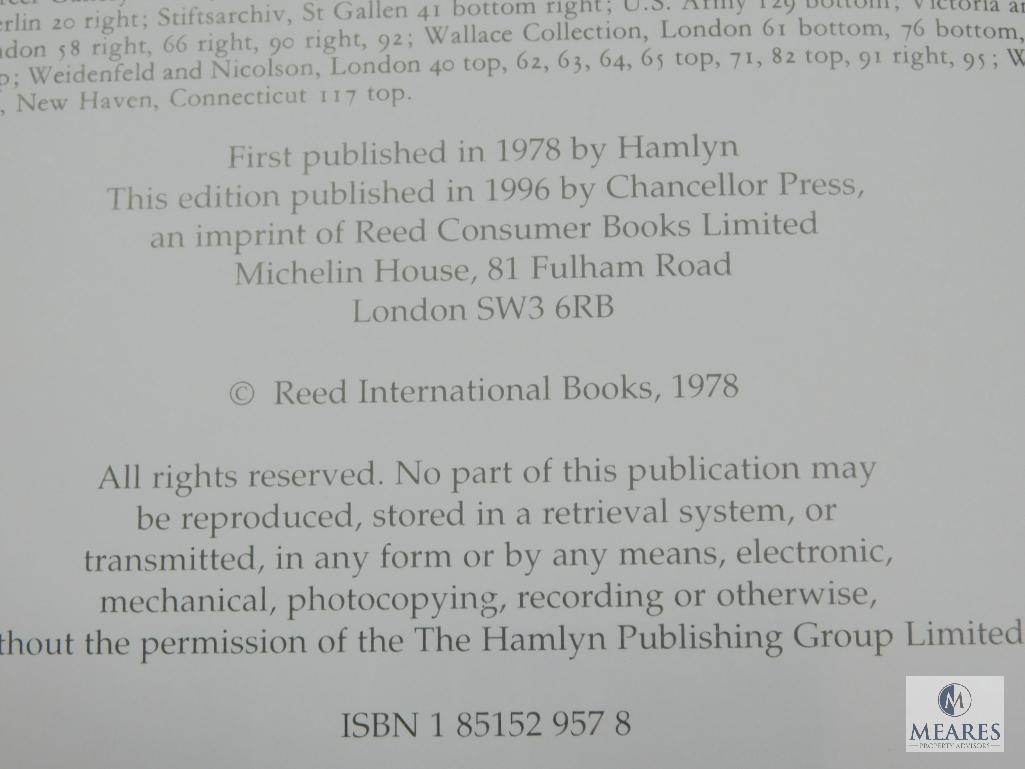 erlin 20 right; Stiftsarchiv, St Gallen 41 bottom right; U.S. Army 129 bottom; Victoria an
ndon 58 right, 66 right, 90 right, 92; Wallace Collection, London 61 bottom, 76 bottom,
p; Weidenfeld and Nicolson, London 40 top, 62, 63, 64, 65 top, 71, 82 top, 91 right, 95; W
, New Haven, Connecticut 117 top.
First published in 1978 by Hamlyn
This edition published in 1996 by Chancellor Press,
an imprint of Reed Consumer Books Limited
Michelin House, 81 Fulham Road
London SW3 6RB
© Reed International Books, 1978
All rights reserved. No part of this publication may
be reproduced, stored in a retrieval system, or
transmitted, in any form or by any means, electronic,
mechanical, photocopying, recording or otherwise,
thout the permission of the The Hamlyn Publishing Group Limited
ISBN 1 85152 957 8
M
MEARES
PROPERTY ADVISORS